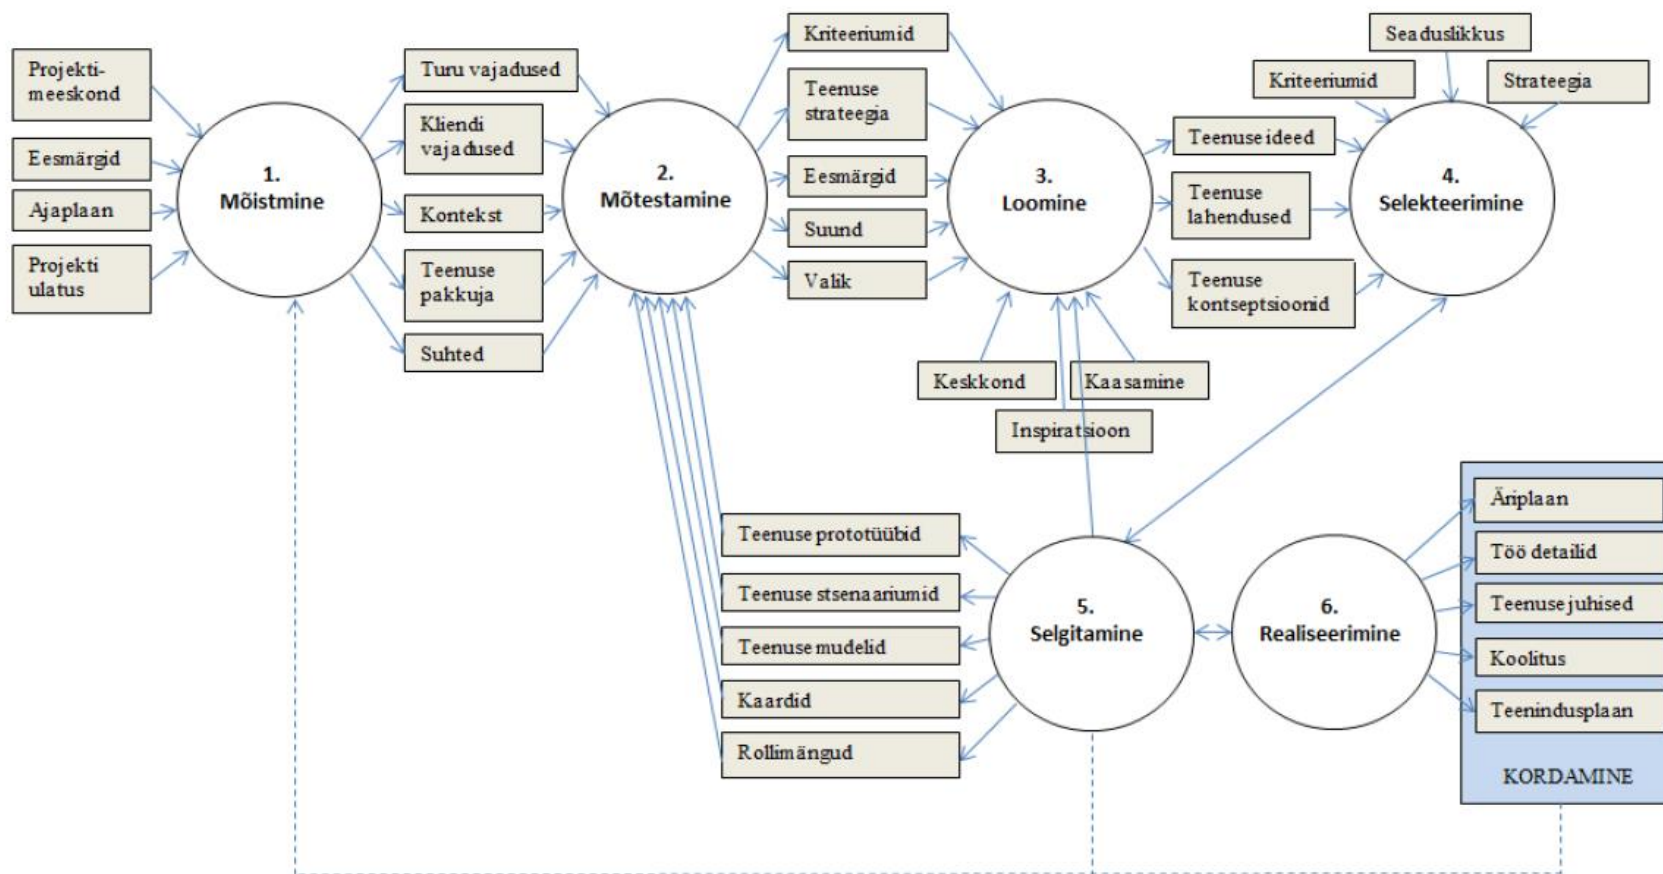 Projekti-
meeskond
Eesmärgid
Ajaplaan
Projekti
ulatus
1.
Mõistmine
Turu vajadused
Kliendi
vajadused
Kontekst
Teenuse
pakkuja
Suhted
2.
Mõtestamine
Kriteeriumid
Teenuse
strateegia
Eesmärgid
Suund
Valik
3.
Loomine
Keskkond
Kaasamine
Inspiratsioon
Teenuse ideed
Teenuse
lahendused
Teenuse
kontseptsioonid
Seaduslikkus
Kriteeriumid
Strateegia
4.
Selekteerimine
Teenuse prototüübid
Teenuse stsenaariumid
Teenuse mudelid
Kaardid
Rollimängud
5.
Selgitamine
6.
Realiseerimine
Äriplaan
Töö detailid
Teenuse juhised
Koolitus
Teenindusplaan
KORDAMINE